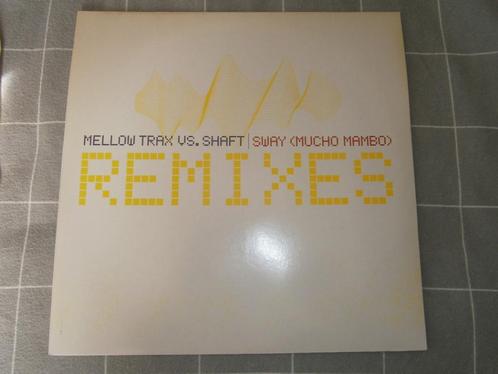 MELLOW TRAX VS. SHAFT | SWAY (MUCHO MAMBO)
REMIXES